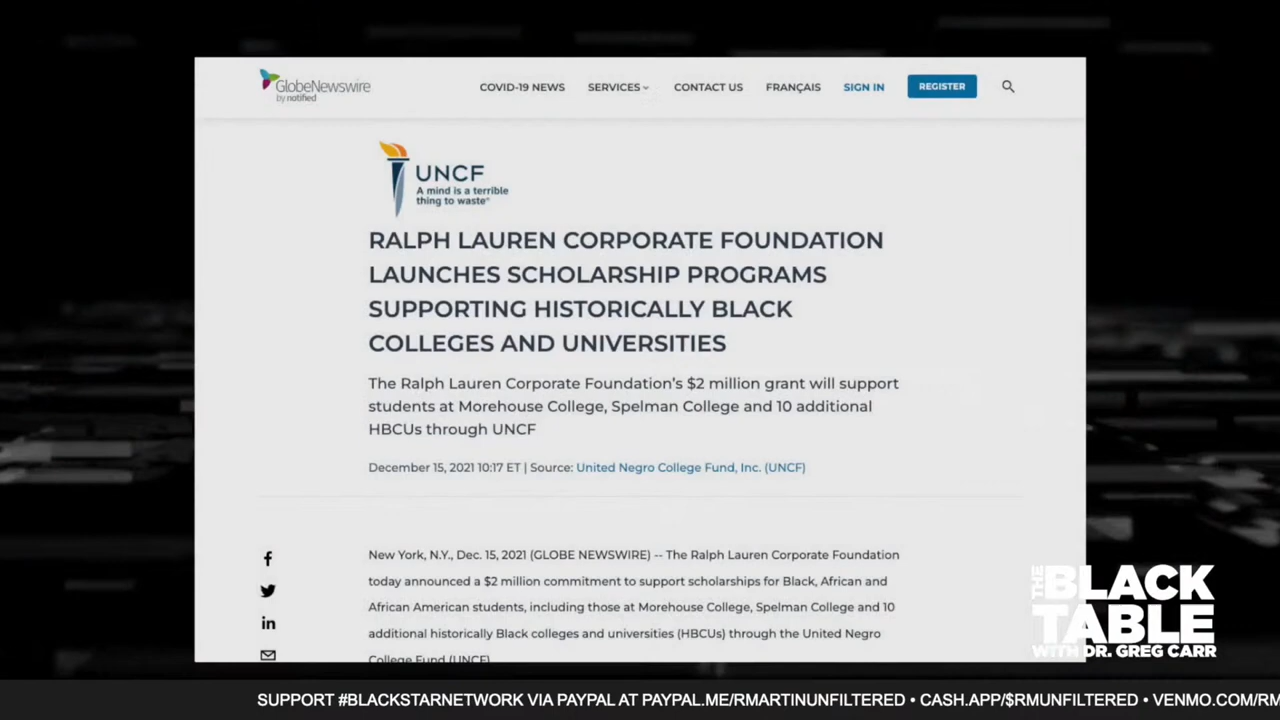 GlobeNewswire
by notified
COVID-19 NEWS SERVICES CONTACT US FRANÇAIS SIGN IN REGISTER
UNCF
A mind is a terrible
thing to waste®
RALPH LAUREN CORPORATE FOUNDATION
LAUNCHES SCHOLARSHIP PROGRAMS
SUPPORTING HISTORICALLY BLACK
COLLEGES AND UNIVERSITIES
The Ralph Lauren Corporate Foundation's $2 million grant will support
students at Morehouse College, Spelman College and 10 additional
HBCUs through UNCF
December 15, 2021 10:17 ET | Source: United Negro College Fund, Inc. (UNCF)
New York, N.Y., Dec. 15, 2021 (GLOBE NEWSWIRE) -- The Ralph Lauren Corporate Foundation
today announced a $2 million commitment to support scholarships for Black, African and
African American students, including those at Morehouse College, Spelman College and 10
additional historically Black colleges and universities (HBCUs) through the United Negro
College Fund (UNCF)
THE BLACK
TABLE
WITH DR. GREG CARR
SUPPORT #BLACKSTARNETWORK VIA PAYPAL AT PAYPAL.ME/RMARTINUNFILTERED • CASH.APP/$RMUNFILTERED • VENMO.COM/RM